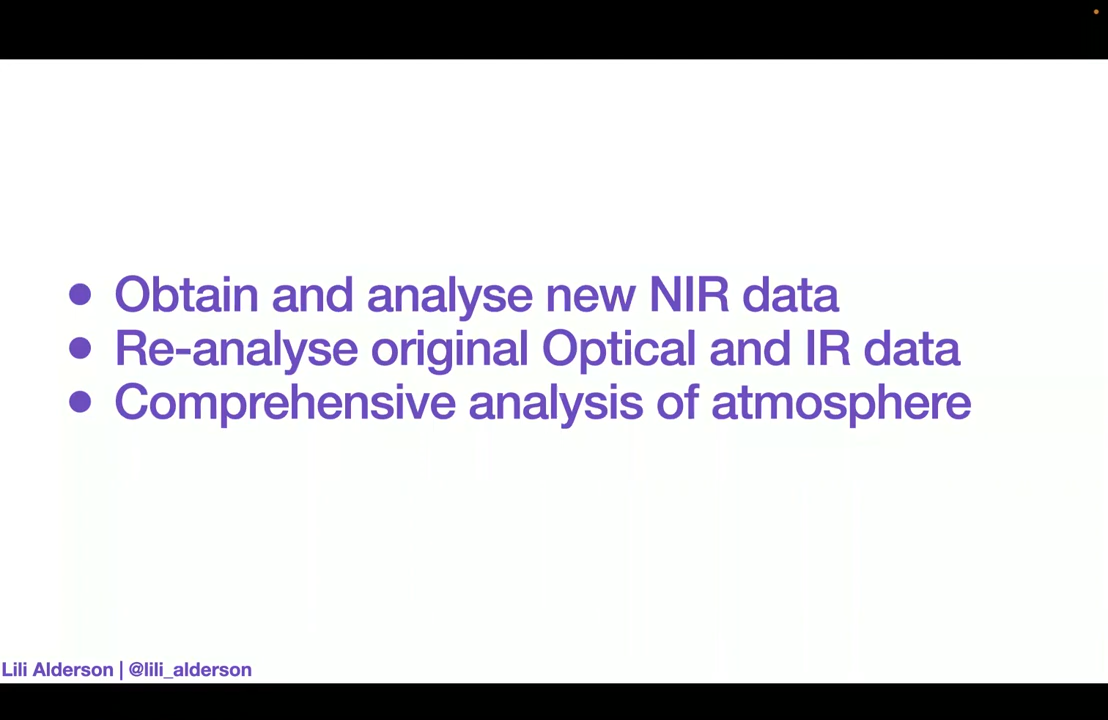 ● Obtain and analyse new NIR data
● Re-analyse original Optical and IR data
● Comprehensive analysis of atmosphere
Lili Alderson | @lili_alderson